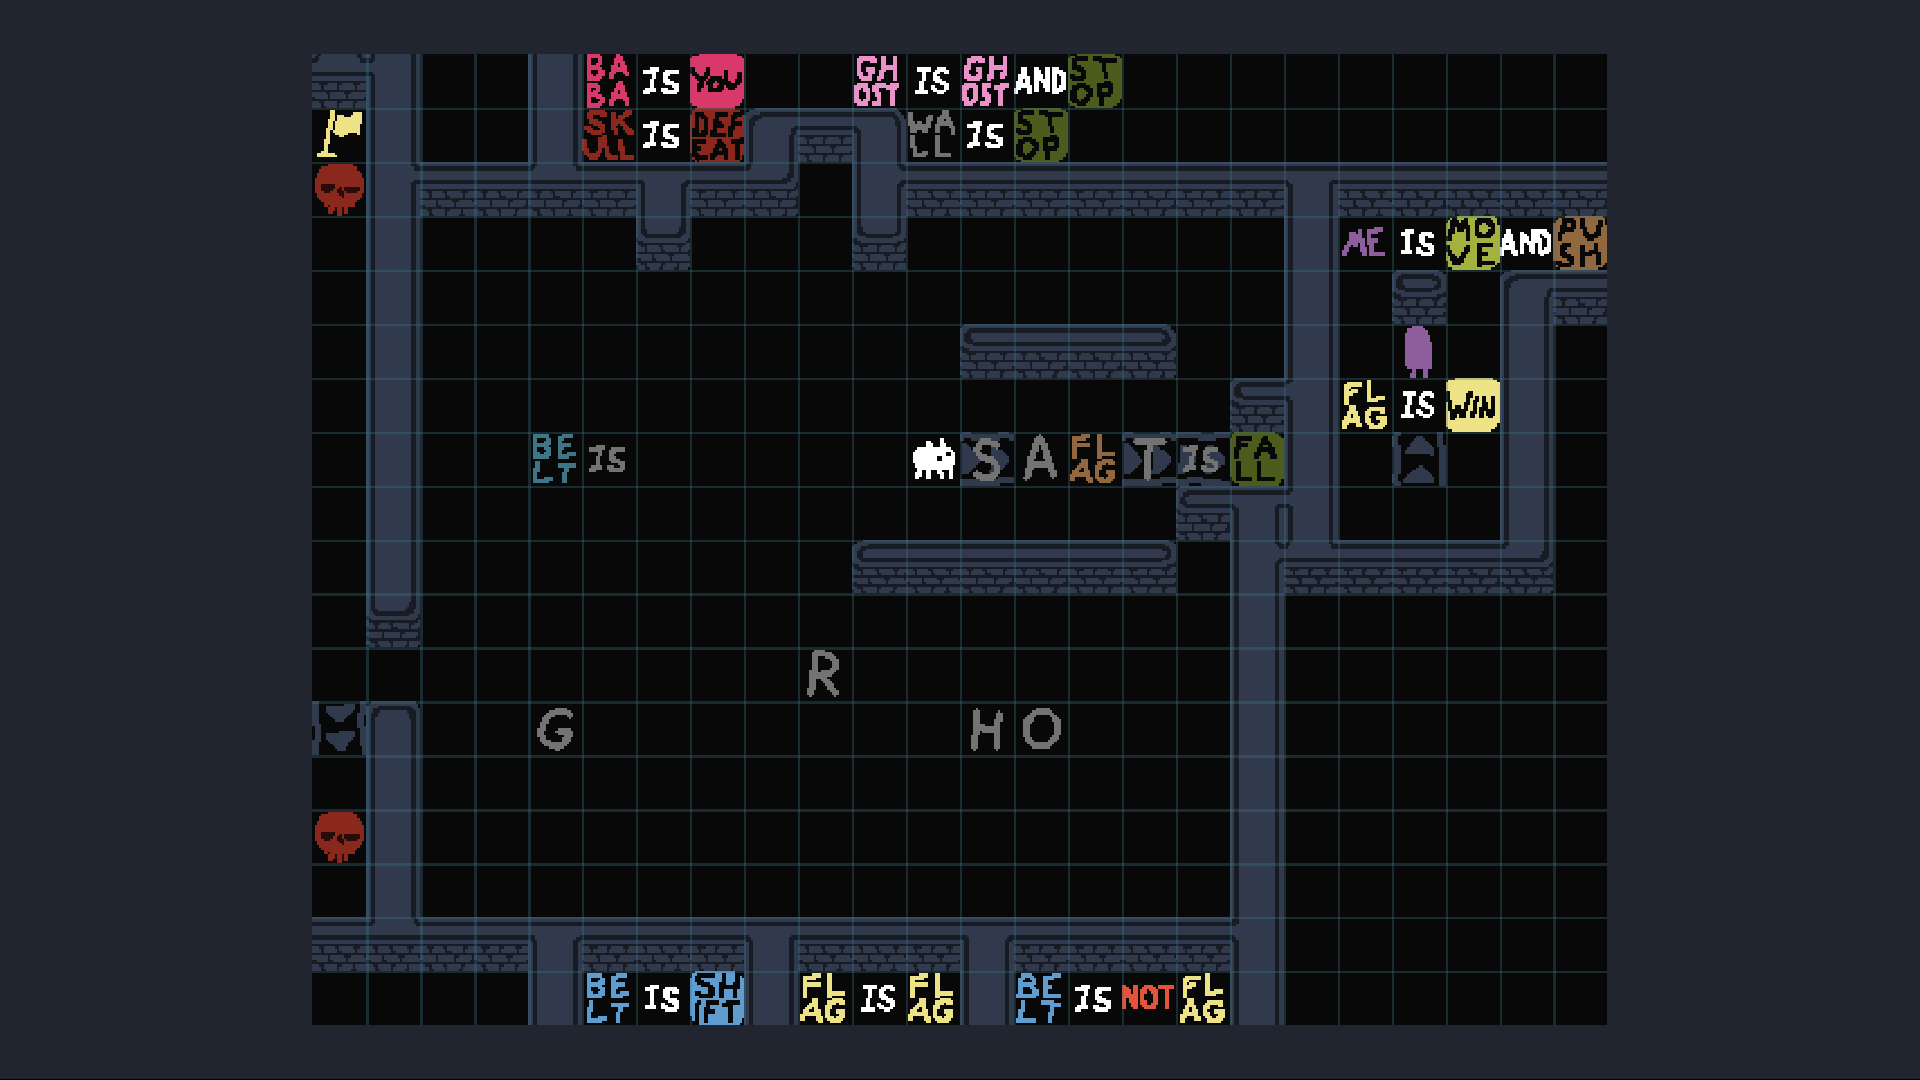 BABA IS YOU GHOST IS GHOST AND STOP
SKULL IS DEFEAT WALL IS STOP
ME IS MOVE AND PUSH
FLAG IS WIN
BELT IS S A FLAG T IS FALL
R
G H O
BELT IS SHIFT FLAG IS FLAG BELT IS NOT FLAG